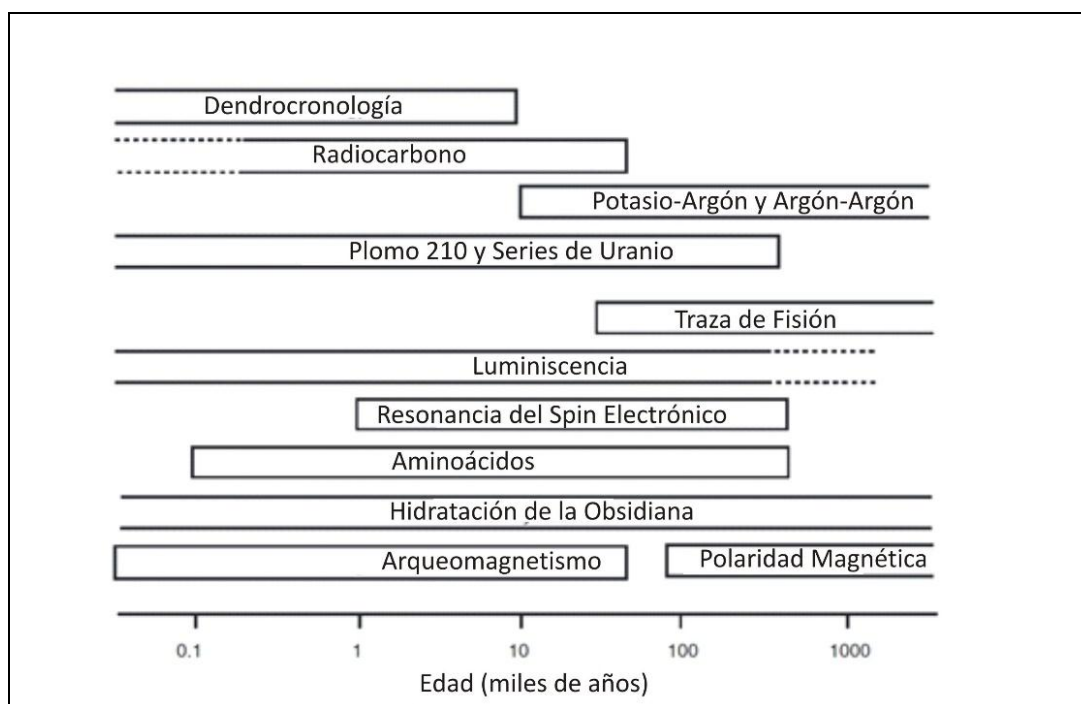 Dendrocronología
Radiocarbono
Potasio-Argón y Argón-Argón
Plomo 210 y Series de Uranio
Traza de Fisión
Luminiscencia
Resonancia del Spin Electrónico
Aminoácidos
Hidratación de la Obsidiana
Arqueomagnetismo Polaridad Magnética
0.1 1 10 100 1000
Edad (miles de años)